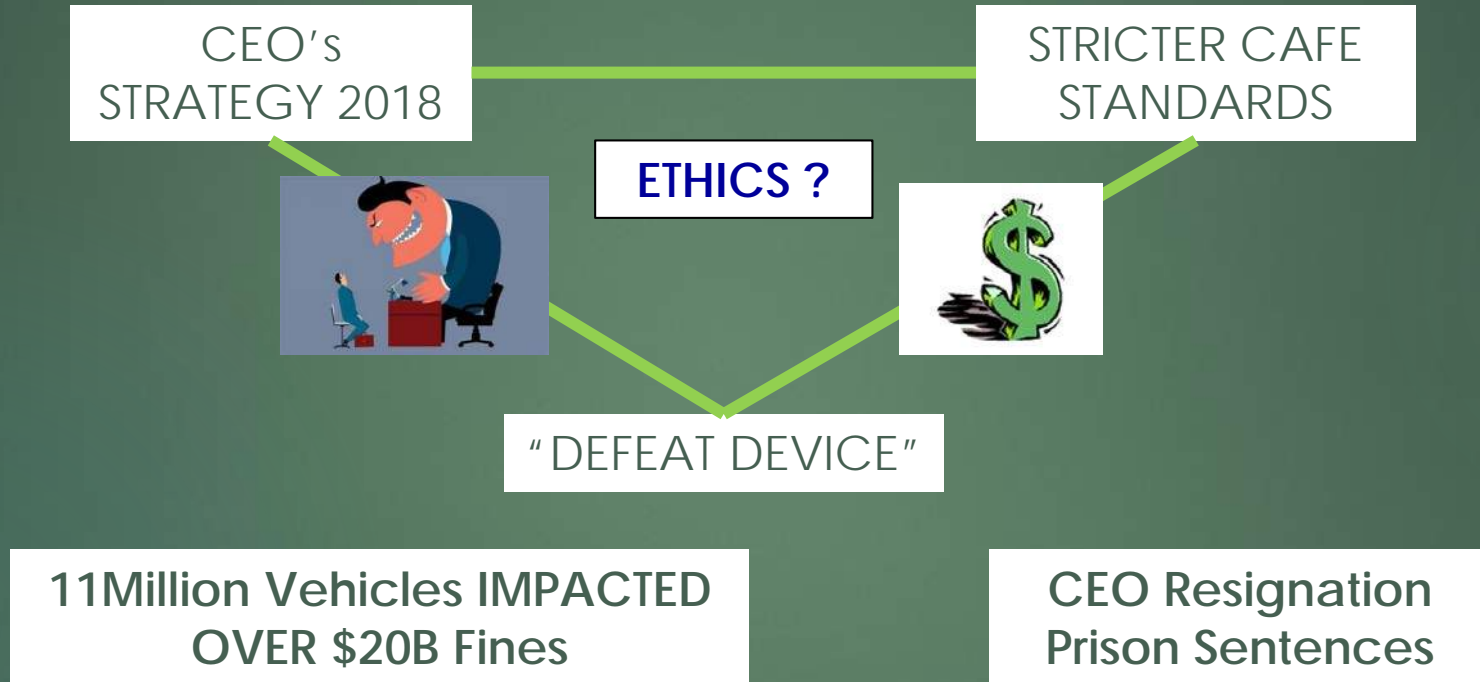 CEO's
STRATEGY 2018
STRICTER CAFE
STANDARDS
ETHICS ?
"DEFEAT DEVICE"
11Million Vehicles IMPACTED
OVER $20B Fines
CEO Resignation
Prison Sentences